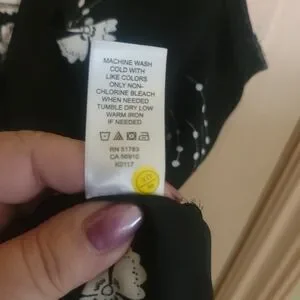 MACHINE WASH
COLD WITH
LIKE COLORS
ONLY NON-
CHLORINE BLEACH
WHEN NEEDED
TUMBLE DRY LOW
WARM IRON
IF NEEDED
RN 51783
CA 56910